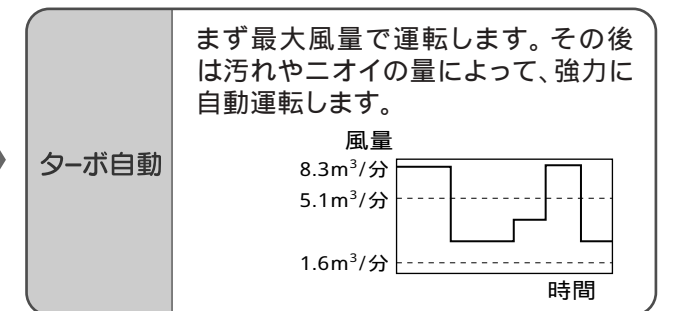 ターボ自動
まず最大風量で運転します。その後
は汚れやニオイの量によって、強力に
自動運転します。
風量
8.3m³/分
5.1m³/分
1.6m³/分
時間